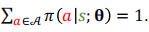 ∑𝑎∈𝒜 π(𝑎|𝑠; 𝛉) = 1.